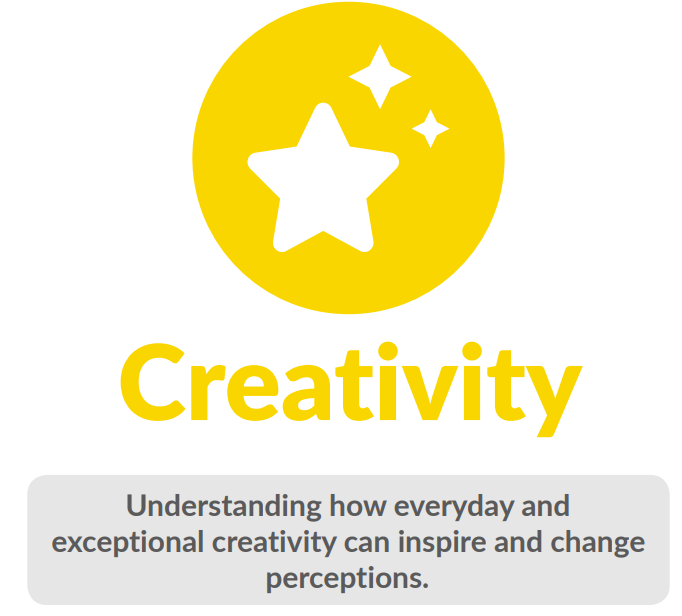 Creativity
Understanding how everyday and
exceptional creativity can inspire and change
perceptions.